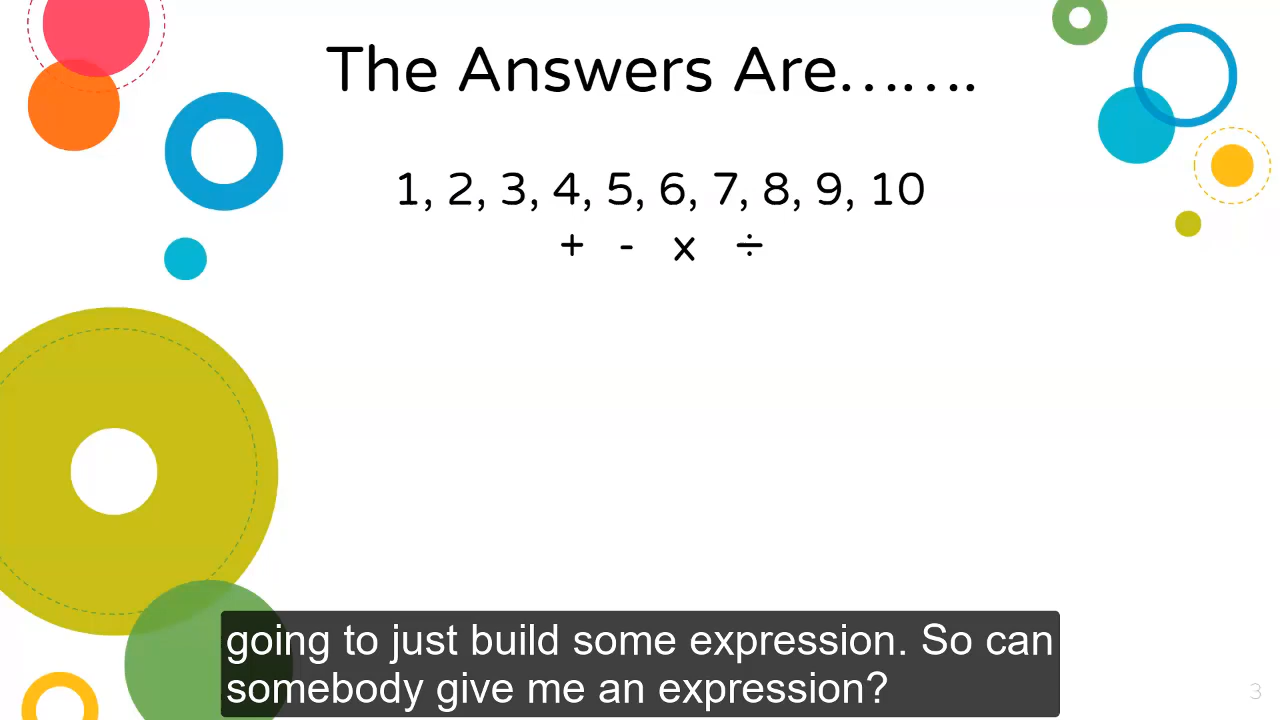 The Answers Are.......
1, 2, 3, 4, 5, 6, 7, 8, 9, 10
+ - x ÷
going to just build some expression. So can
somebody give me an expression?
3